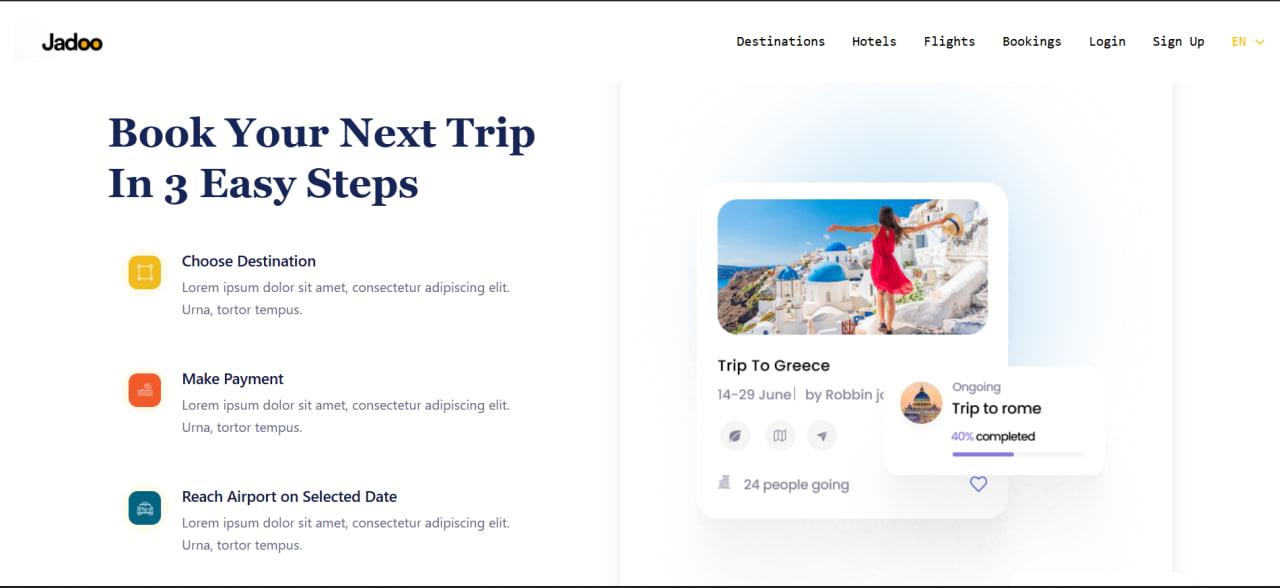 Jadoo
Destinations Hotels Flights Bookings Login Sign Up EN
Book Your Next Trip
In 3 Easy Steps
Choose Destination
Lorem ipsum dolor sit amet, consectetur adipiscing elit.
Urna, tortor tempus.
Make Payment
Lorem ipsum dolor sit amet, consectetur adipiscing elit.
Urna, tortor tempus.
Reach Airport on Selected Date
Lorem ipsum dolor sit amet, consectetur adipiscing elit.
Urna, tortor tempus.
Trip To Greece
14-29 June | by Robbin
24 people going
Ongoing
Trip to rome
40% completed